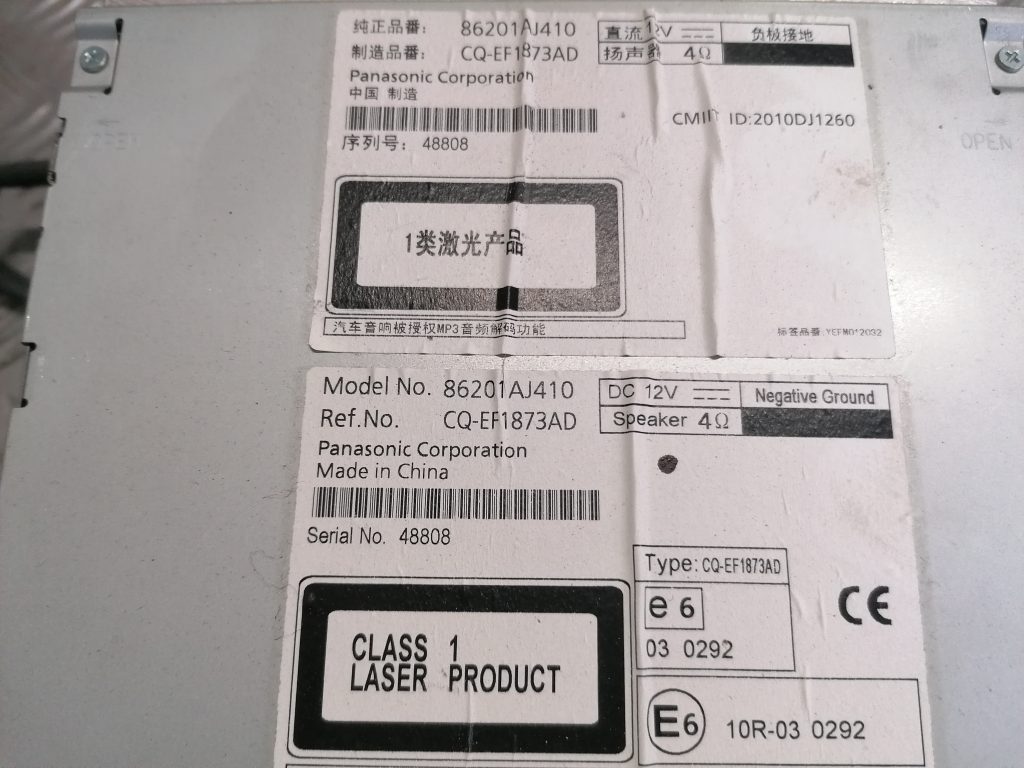 纯正品番: 86201AJ410
直流 12V
负极接地
制造品番: CQ-EF1873AD
扬声器 4Ω
Panasonic Corporation
中国 制造
CMIIT ID:2010DJ1260
序列号: 48808
OPEN
OPEN
1类激光产品
汽车音响被授权MP3音频解码功能
标签品番:YEFM012032
Model No. 86201AJ410
DC 12V
Negative Ground
Ref.No. CQ-EF1873AD
Speaker 4Ω
Panasonic Corporation
Made in China
Serial No. 48808
Type: CQ-EF1873AD
e6
CE
03 0292
CLASS 1
LASER PRODUCT
E6 10R-03 0292